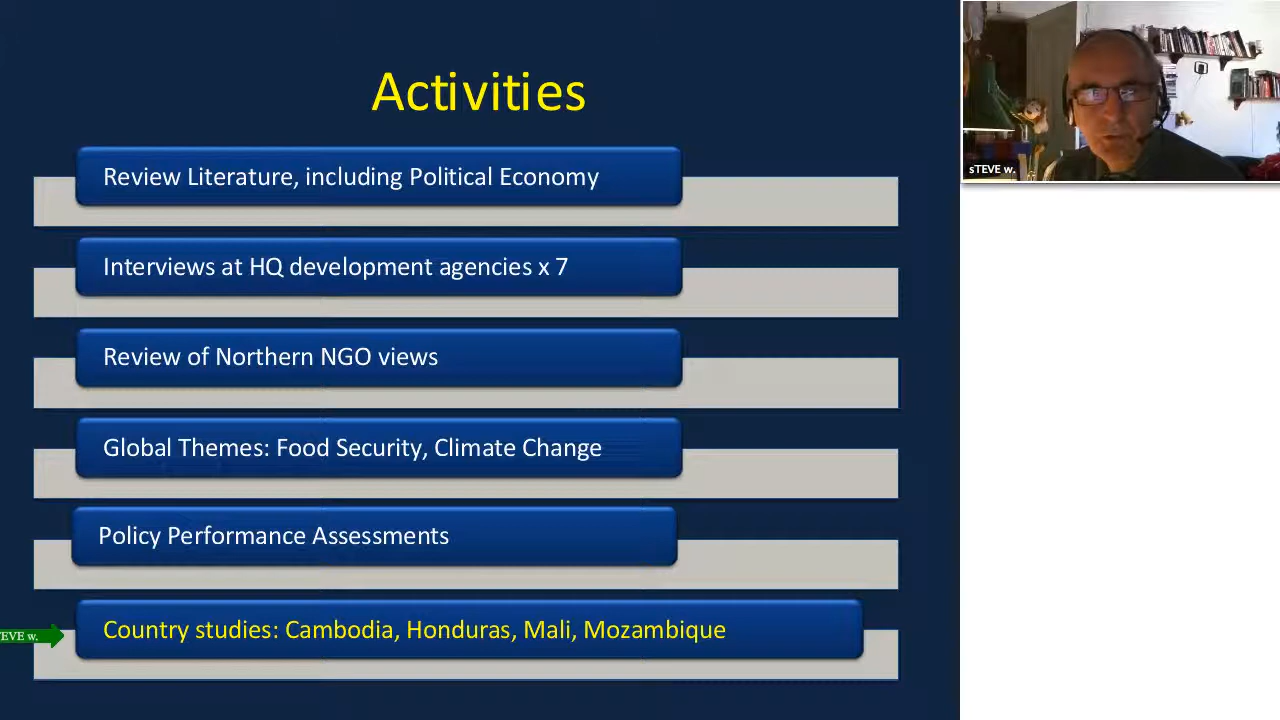 Activities
Review Literature, including Political Economy
Interviews at HQ development agencies x 7
Review of Northern NGO views
Global Themes: Food Security, Climate Change
Policy Performance Assessments
Country studies: Cambodia, Honduras, Mali, Mozambique
TEVE w.
sTEVE w.